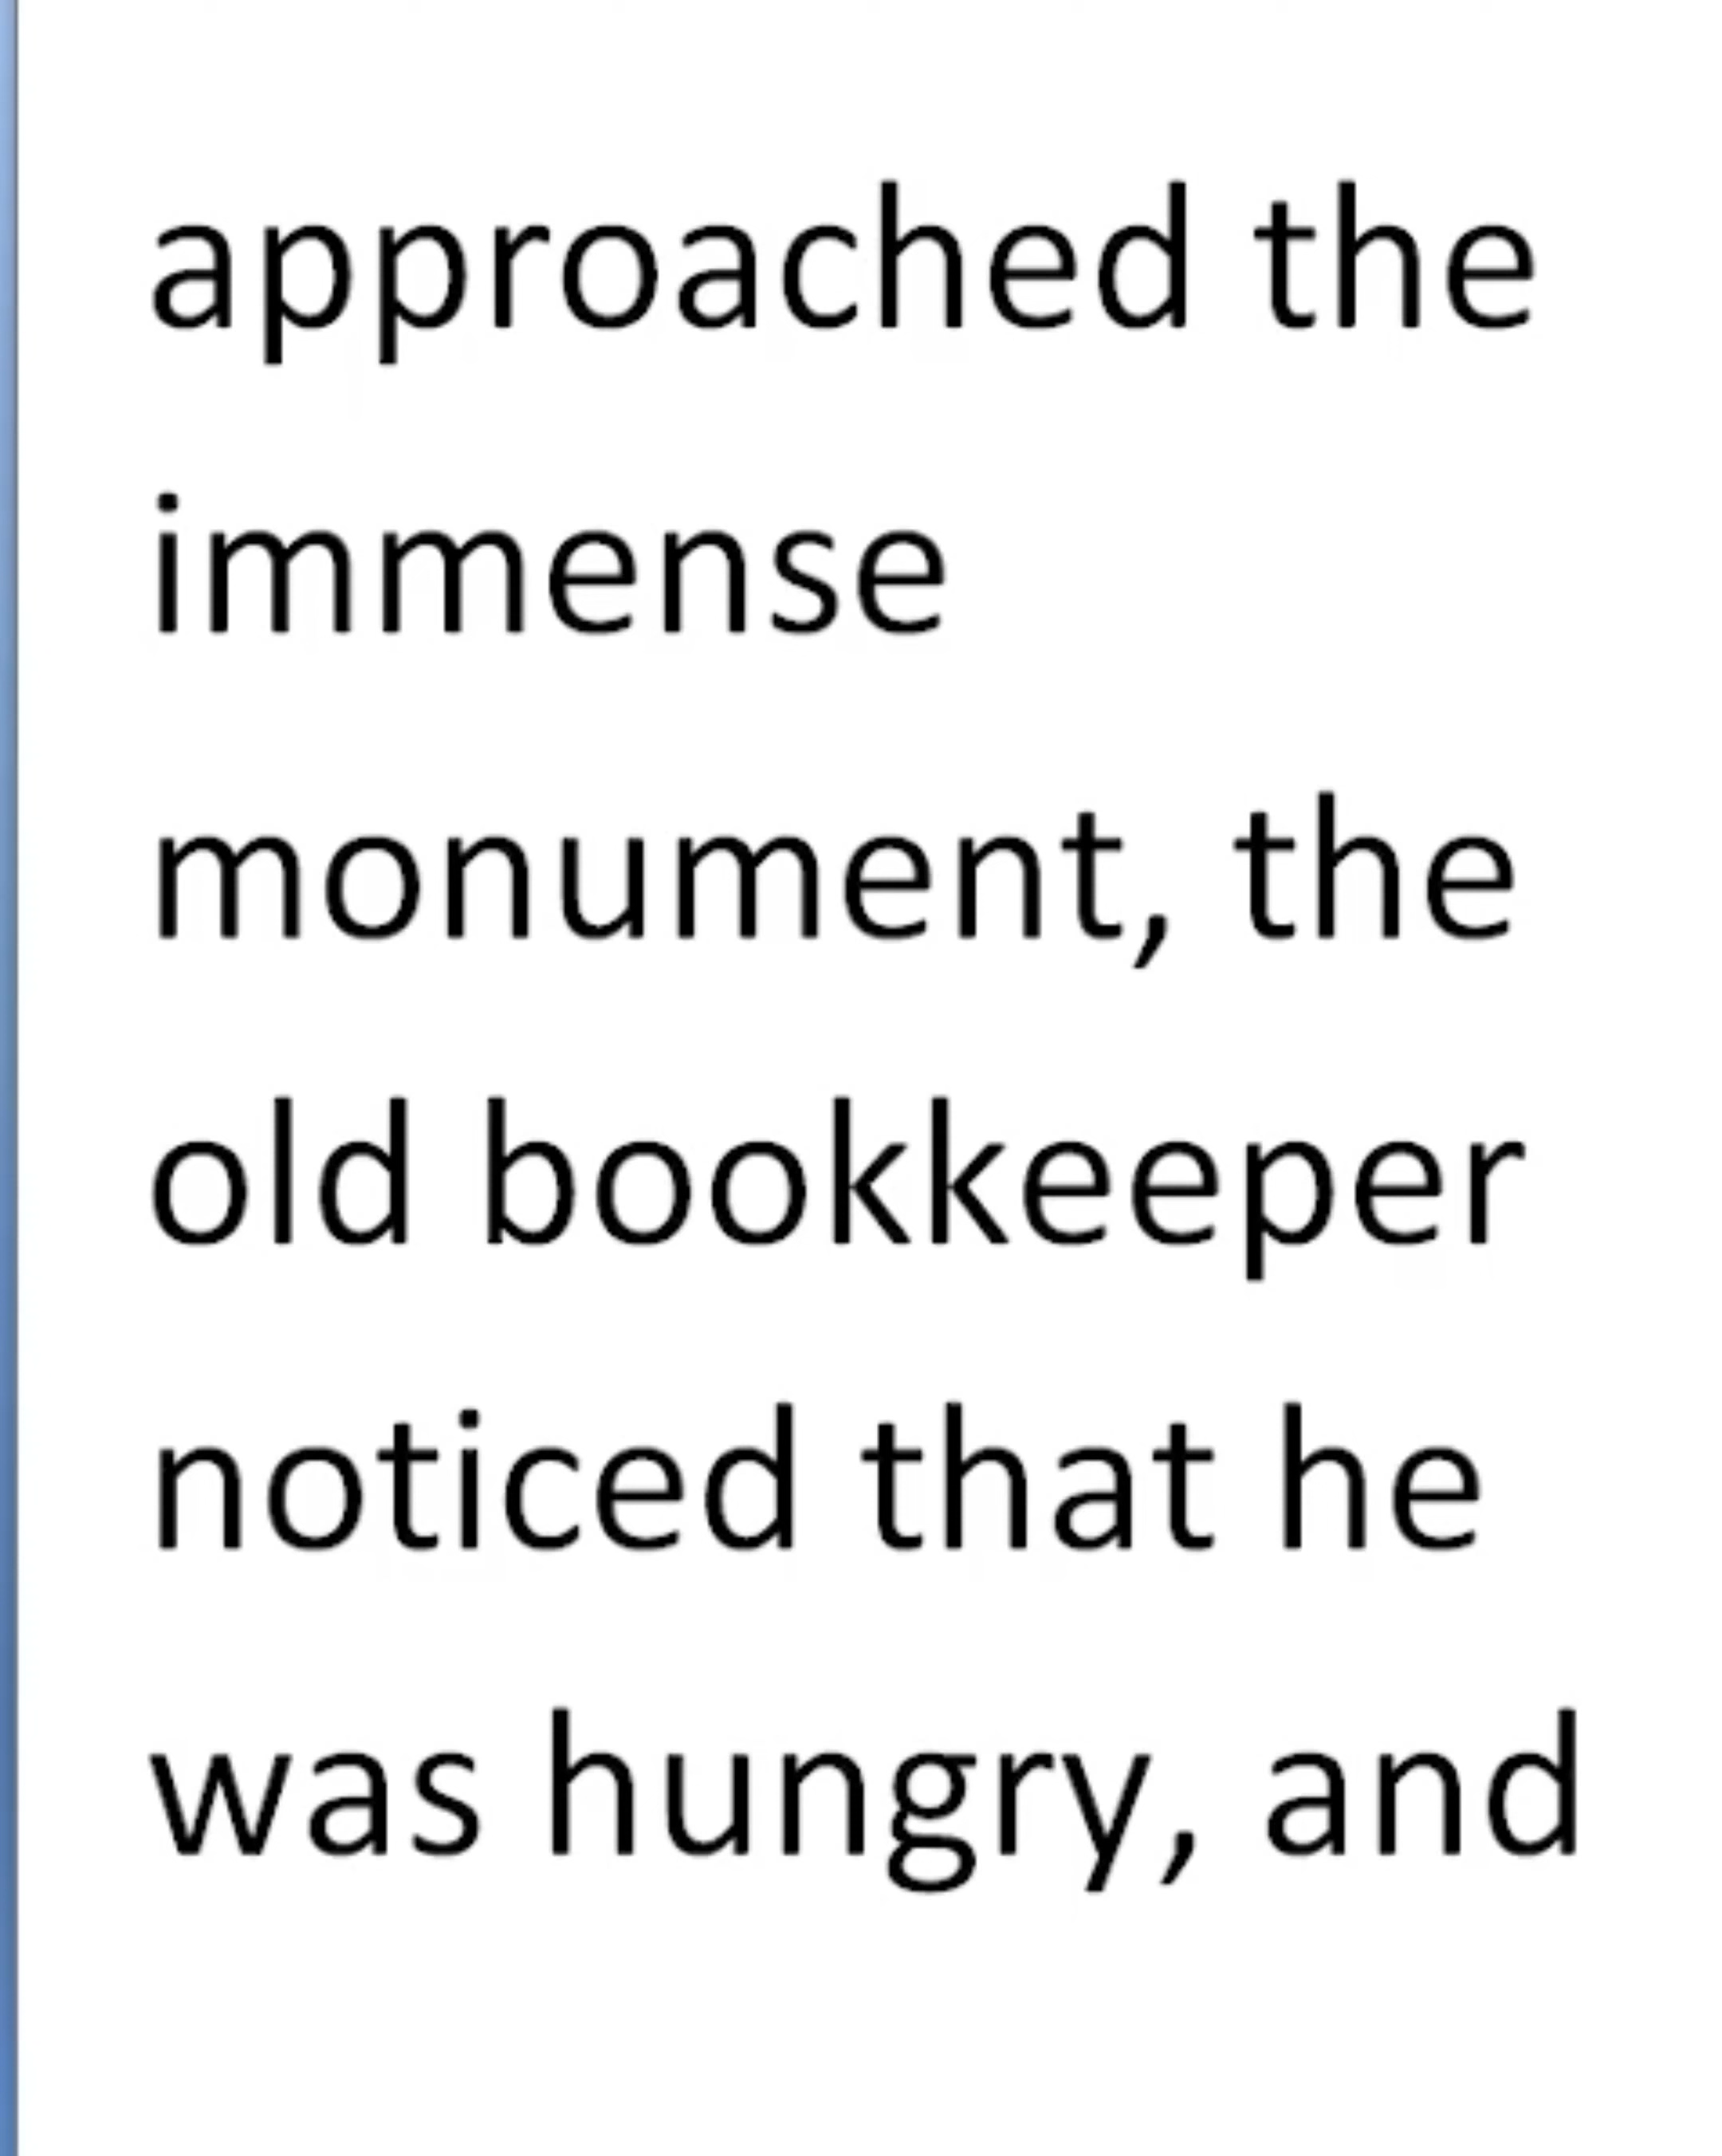 approached the
immense
monument, the
old bookkeeper
noticed that he
was hungry, and